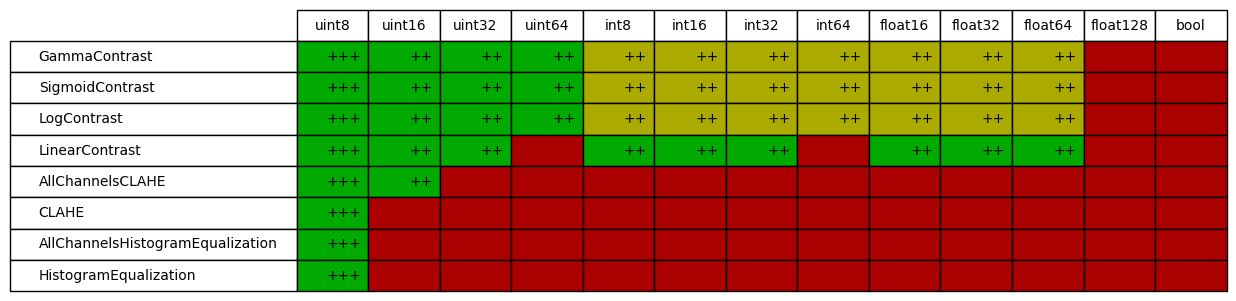 uint8 uint16 uint32 uint64 int8 int16 int32 int64 float16 float32 float64 float128 bool
GammaContrast +++ ++ ++ ++ ++ ++ ++ ++ ++ ++ ++
SigmoidContrast +++ ++ ++ ++ ++ ++ ++ ++ ++ ++ ++
LogContrast +++ ++ ++ ++ ++ ++ ++ ++ ++ ++ ++
LinearContrast +++ ++ ++ ++ ++ ++ ++ ++ ++
AllChannelsCLAHE +++ ++
CLAHE +++
AllChannelsHistogramEqualization +++
HistogramEqualization +++